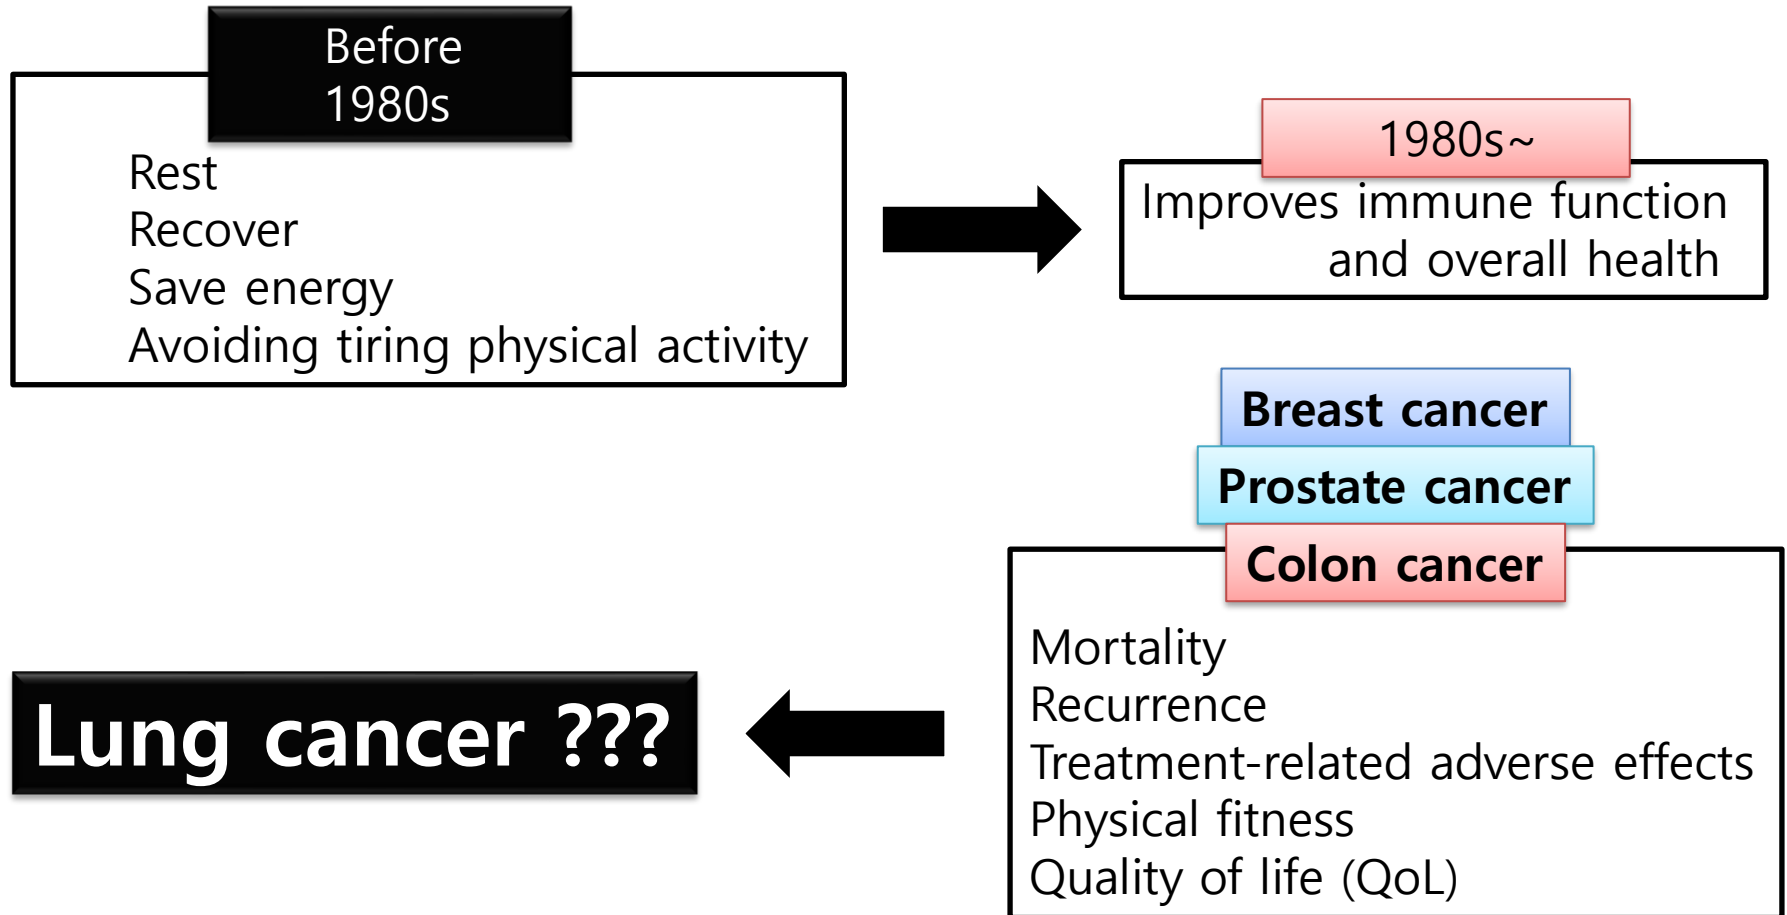 Before
1980s
Rest
Recover
Save energy
Avoiding tiring physical activity
1980s~
Improves immune function
and overall health
Breast cancer
Prostate cancer
Colon cancer
Mortality
Recurrence
Treatment-related adverse effects
Physical fitness
Quality of life (QoL)
Lung cancer ???